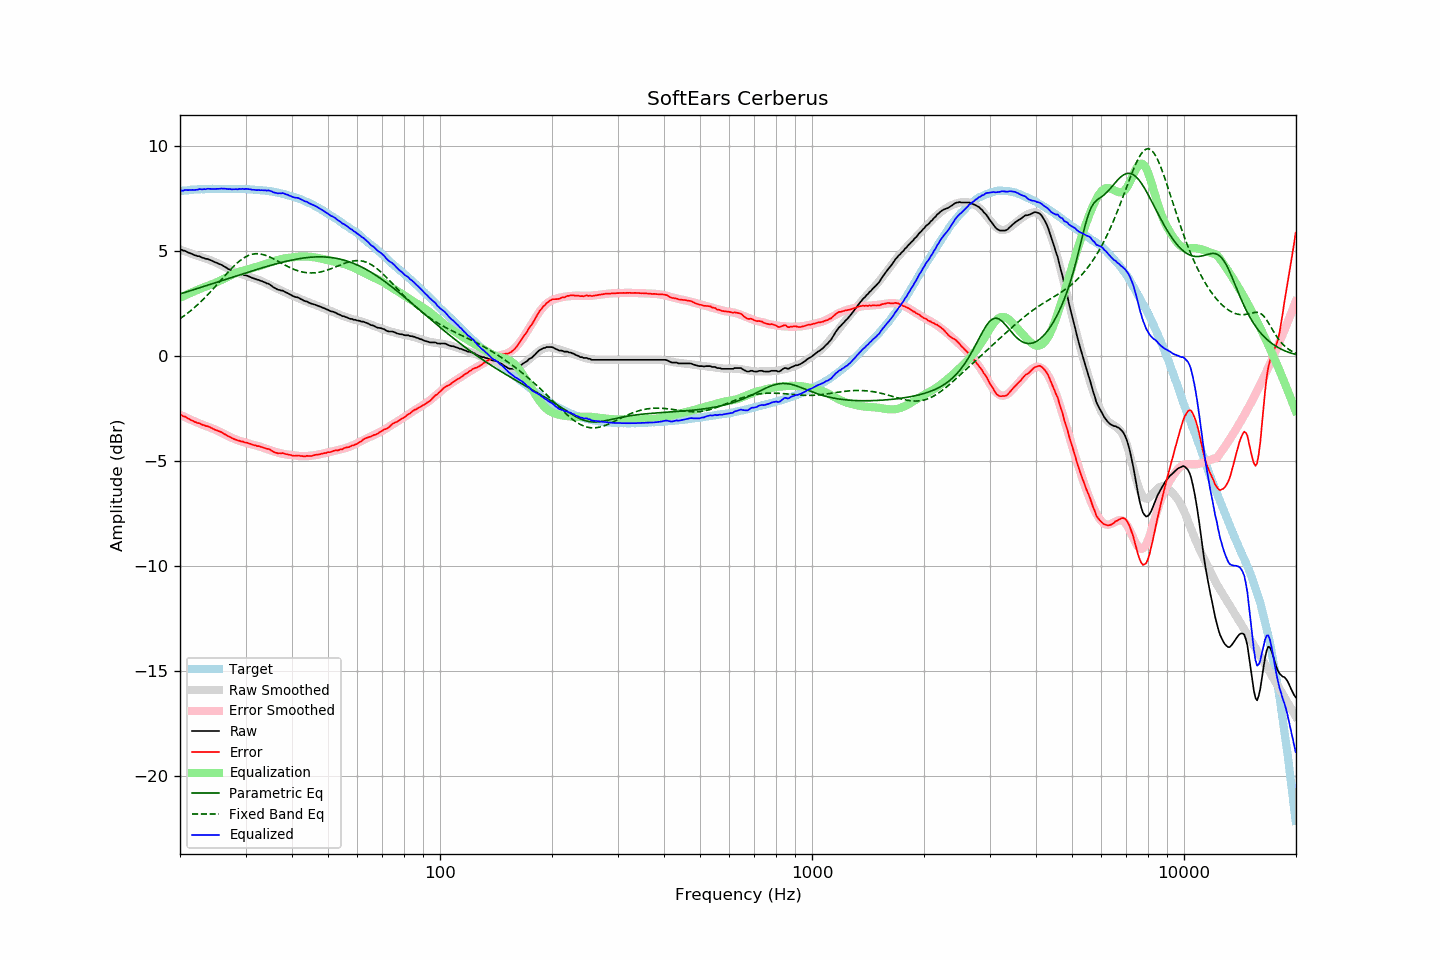 SoftEars Cerberus
10
5
0
−5
−10
−15
−20
Amplitude (dBr)
Target
Raw Smoothed
Error Smoothed
Raw
Error
Equalization
Parametric Eq
Fixed Band Eq
Equalized
100
1000
10000
Frequency (Hz)